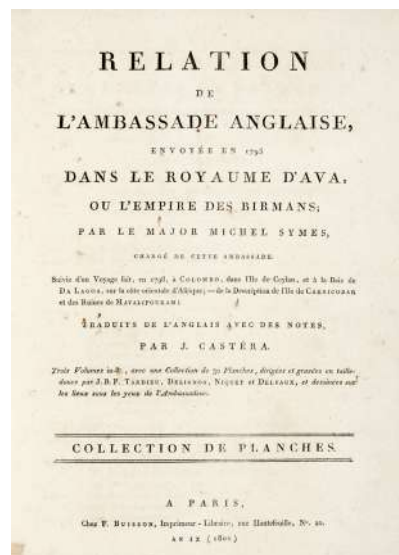 RELATION
DE
L'AMBASSADE ANGLAISE,
ENVOYÉE EN 1795
DANS LE ROYAUME D'AVA,
OU L'EMPIRE DES BIRMANS;
PAR LE MAJOR MICHEL SYMES,
CHARGÉ DE CETTE AMBASSADE.
Suivie d'un Voyage fait, en 1798, à COLOMBO, dans l'île de Ceylan, et à la Baie de
DA LAGOA, sur la côte orientale d'Afrique; — de la Description de l'île de CARNICOBAR
et des Ruines de MAVALIPOURAM:
TRADUITS DE L'ANGLAIS AVEC DES NOTES,
PAR J. CASTÉRA.
Trois Volumes in-8., avec une Collection de 30 Planches, dirigées et gravées en taille-
douce par J. B. P. TARDIEU, DELIGNON, NIQUET et DELVAUX, et dessinées sur
les lieux sous les yeux de l'Ambassadeur.
COLLECTION DE PLANCHES.
A PARIS,
Chez F. BUISSON, Imprimeur-Libraire, rue Hautefeuille, N°. 20.
AN IX (1800)